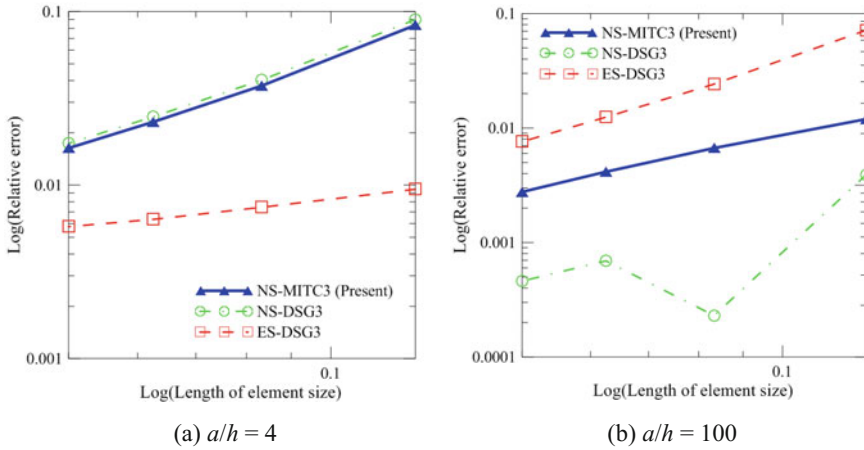 0.1
0.01
0.001
Log(Relative error)
NS-MITC3 (Present)
NS-DSG3
ES-DSG3
0.1
Log(Length of element size)
(a) a/h = 4
0.1
0.01
0.001
0.0001
Log(Relative error)
NS-MITC3 (Present)
NS-DSG3
ES-DSG3
0.1
Log(Length of element size)
(b) a/h = 100